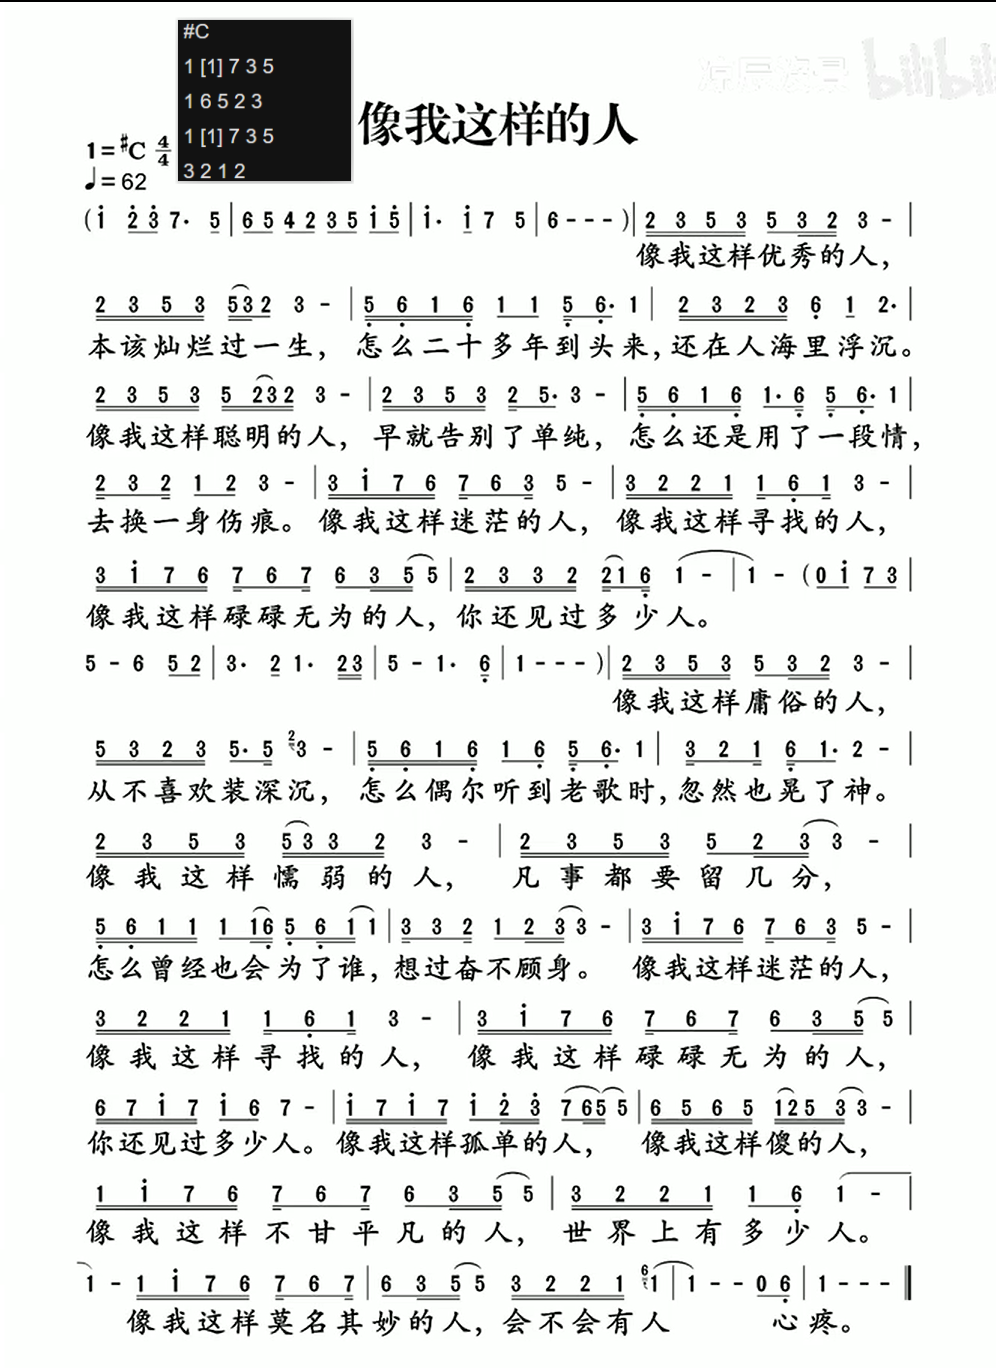 #C
1 [1] 7 3 5
1 6 5 2 3
1 [1] 7 3 5
3 2 1 2
bilibili
像我这样的人
1=#C 4/4
♩=62
(i̇ 2̇ 3̇ 7· 5 | 6 5 4 2 3 5 i̇ 5̇ | i̇· i̇ 7 5 | 6 - - - ) | 2 3 5 3 5 3 2 3 - |
像我这样优秀的人，
2 3 5 3 5 3 2 3 - | 5̣ 6̣ 1 6̣ 1 1 5̣ 6̣· 1 | 2 3 2 3 6̣ 1 2· |
本该灿烂过一生， 怎么二十多年到头来，还在人海里浮沉。
2 3 5 3 5 2 3 2 3 - | 2 3 5 3 2 5· 3 - | 5̣ 6̣ 1 6̣ 1· 6̣ 5̣ 6̣· 1 |
像我这样聪明的人， 早就告别了单纯， 怎么还是用了一段情，
2 3 2 1 2 3 - | 3 i̇ 7 6 7 6 3 5 - | 3 2 2 1 1 6̣ 1 3 - |
去换一身伤痕。 像我这样迷茫的人， 像我这样寻找的人，
3 i̇ 7 6 7 6 7 6 3 5 5 | 2 3 3 2 2 1 6̣ 1 - | 1 - (0 i̇ 7 3 |
像我这样碌碌无为的人，你还见过多少人。
5 - 6 5 2 | 3· 2 1· 2 3 | 5 - 1· 6̣ | 1 - - - ) | 2 3 5 3 5 3 2 3 - |
像我这样庸俗的人，
5 3 2 3 5· 5 2 3 - | 5̣ 6̣ 1 6̣ 1 6̣ 5̣ 6̣· 1 | 3 2 1 6̣ 1· 2 - |
从不喜欢装深沉， 怎么偶尔听到老歌时，忽然也晃了神。
2 3 5 3 5 3 3 2 3 - | 2 3 5 3 5 2 3 3 - |
像我这样懦弱的人， 凡事都要留几分，
5̣ 6̣ 1 1 1 1 6̣ 5̣ 6̣ 1 1 | 3 3 2 1 2 3 3 - | 3 i̇ 7 6 7 6 3 5 - |
怎么曾经也会为了谁，想过奋不顾身。 像我这样迷茫的人，
3 2 2 1 1 6̣ 1 3 - | 3 i̇ 7 6 7 6 7 6 3 5 5 |
像我这样寻找的人， 像我这样碌碌无为的人，
6 7 i̇ 7 i̇ 6 7 - | i̇ 7 i̇ 7 i̇ 2̇ 3̇ 7 6 5 5 | 6 5 6 5 1 2 5 3 3 - |
你还见过多少人。像我这样孤单的人， 像我这样傻的人，
1 i̇ 7 6 7 6 7 6 3 5 5 | 3 2 2 1 1 6̣ 1 - |
像我这样不甘平凡的人， 世界上有多少人。
1 - 1 i̇ 7 6 7 6 7 | 6 3 5 5 3 2 2 1 6 1 | 1 - - 0 6̣ | 1 - - - ‖
像我这样莫名其妙的人，会不会有人 心疼。